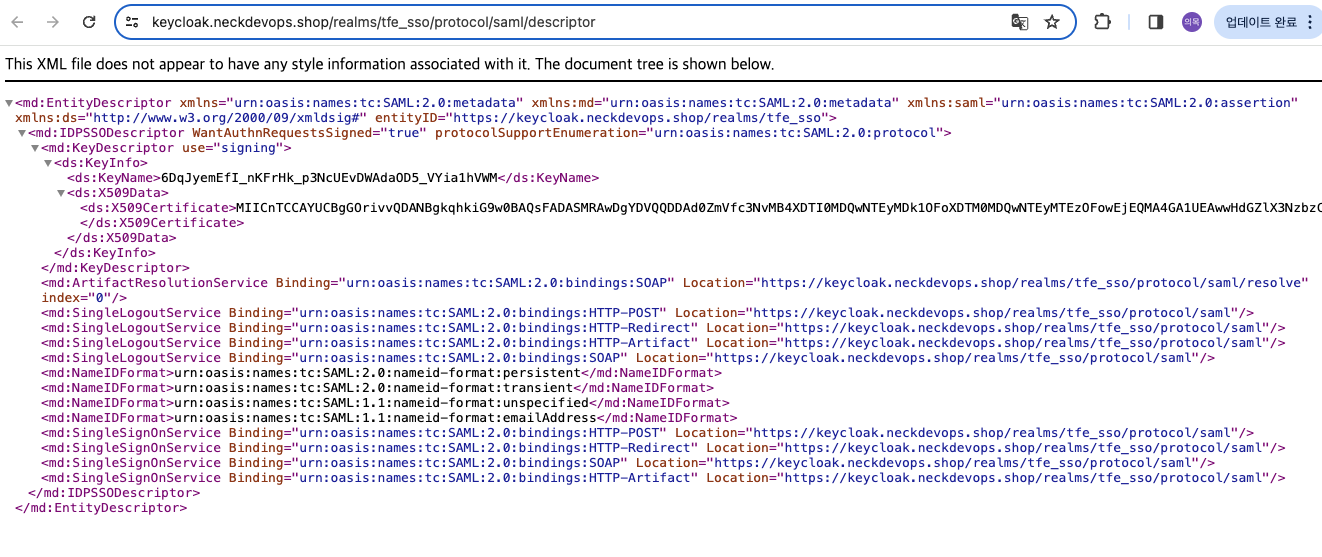 keycloak.neckdevops.shop/realms/tfe_sso/protocol/saml/descriptor
의목
업데이트 완료
This XML file does not appear to have any style information associated with it. The document tree is shown below.
<md:EntityDescriptor xmlns="urn:oasis:names:tc:SAML:2.0:metadata" xmlns:md="urn:oasis:names:tc:SAML:2.0:metadata" xmlns:saml="urn:oasis:names:tc:SAML:2.0:assertion"
xmlns:ds="http://www.w3.org/2000/09/xmldsig#" entityID="https://keycloak.neckdevops.shop/realms/tfe_sso">
<md:IDPSSODescriptor WantAuthnRequestsSigned="true" protocolSupportEnumeration="urn:oasis:names:tc:SAML:2.0:protocol">
<md:KeyDescriptor use="signing">
<ds:KeyInfo>
<ds:KeyName>6DqJyemEfI_nKFrHk_p3NcUEvDWAdaOD5_VYia1hVWM</ds:KeyName>
<ds:X509Data>
<ds:X509Certificate>MIICnTCCAYUCBgGOrivvQDANBgkqhkiG9w0BAQsFADASMRAwDgYDVQQDDAd0ZmVfc3NvMB4XDTI0MDQwNTEyMDk1OFoXDTM0MDQwNTEyMTEzOFowEjEQMA4GA1UEAwwHdGZlX3Nzbz
</ds:X509Certificate>
</ds:X509Data>
</ds:KeyInfo>
</md:KeyDescriptor>
<md:ArtifactResolutionService Binding="urn:oasis:names:tc:SAML:2.0:bindings:SOAP" Location="https://keycloak.neckdevops.shop/realms/tfe_sso/protocol/saml/resolve"
index="0"/>
<md:SingleLogoutService Binding="urn:oasis:names:tc:SAML:2.0:bindings:HTTP-POST" Location="https://keycloak.neckdevops.shop/realms/tfe_sso/protocol/saml"/>
<md:SingleLogoutService Binding="urn:oasis:names:tc:SAML:2.0:bindings:HTTP-Redirect" Location="https://keycloak.neckdevops.shop/realms/tfe_sso/protocol/saml"/>
<md:SingleLogoutService Binding="urn:oasis:names:tc:SAML:2.0:bindings:HTTP-Artifact" Location="https://keycloak.neckdevops.shop/realms/tfe_sso/protocol/saml"/>
<md:SingleLogoutService Binding="urn:oasis:names:tc:SAML:2.0:bindings:SOAP" Location="https://keycloak.neckdevops.shop/realms/tfe_sso/protocol/saml"/>
<md:NameIDFormat>urn:oasis:names:tc:SAML:2.0:nameid-format:persistent</md:NameIDFormat>
<md:NameIDFormat>urn:oasis:names:tc:SAML:2.0:nameid-format:transient</md:NameIDFormat>
<md:NameIDFormat>urn:oasis:names:tc:SAML:1.1:nameid-format:unspecified</md:NameIDFormat>
<md:NameIDFormat>urn:oasis:names:tc:SAML:1.1:nameid-format:emailAddress</md:NameIDFormat>
<md:SingleSignOnService Binding="urn:oasis:names:tc:SAML:2.0:bindings:HTTP-POST" Location="https://keycloak.neckdevops.shop/realms/tfe_sso/protocol/saml"/>
<md:SingleSignOnService Binding="urn:oasis:names:tc:SAML:2.0:bindings:HTTP-Redirect" Location="https://keycloak.neckdevops.shop/realms/tfe_sso/protocol/saml"/>
<md:SingleSignOnService Binding="urn:oasis:names:tc:SAML:2.0:bindings:SOAP" Location="https://keycloak.neckdevops.shop/realms/tfe_sso/protocol/saml"/>
<md:SingleSignOnService Binding="urn:oasis:names:tc:SAML:2.0:bindings:HTTP-Artifact" Location="https://keycloak.neckdevops.shop/realms/tfe_sso/protocol/saml"/>
</md:IDPSSODescriptor>
</md:EntityDescriptor>